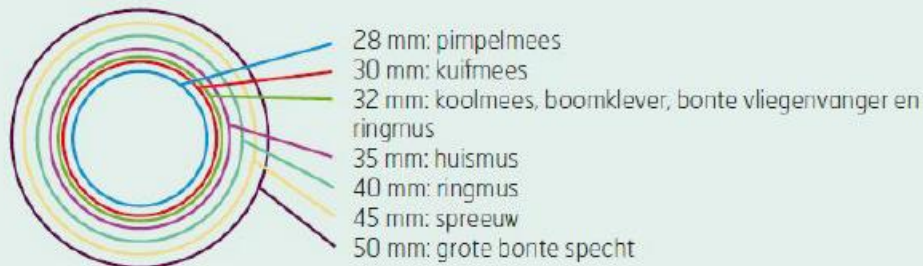 28 mm: pimpelmees
30 mm: kuifmees
32 mm: koolmees, boomklever, bonte vliegenvanger en
ringmus
35 mm: huismus
40 mm: ringmus
45 mm: spreeuw
50 mm: grote bonte specht